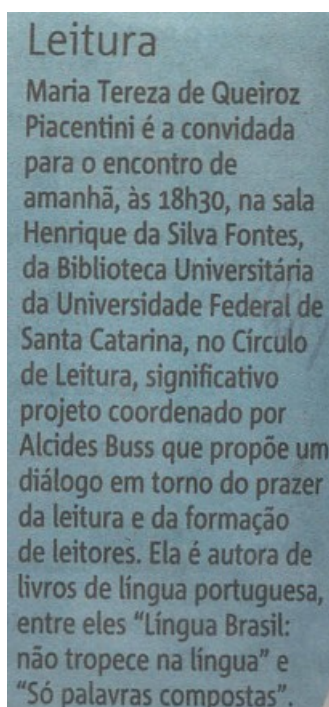 Leitura
Maria Tereza de Queiroz
Piacentini é a convidada
para o encontro de
amanhã, às 18h30, na sala
Henrique da Silva Fontes,
da Biblioteca Universitária
da Universidade Federal de
Santa Catarina, no Círculo
de Leitura, significativo
projeto coordenado por
Alcides Buss que propõe um
diálogo em torno do prazer
da leitura e da formação
de leitores. Ela é autora de
livros de língua portuguesa,
entre eles “Língua Brasil:
não tropece na língua” e
“Só palavras compostas”.